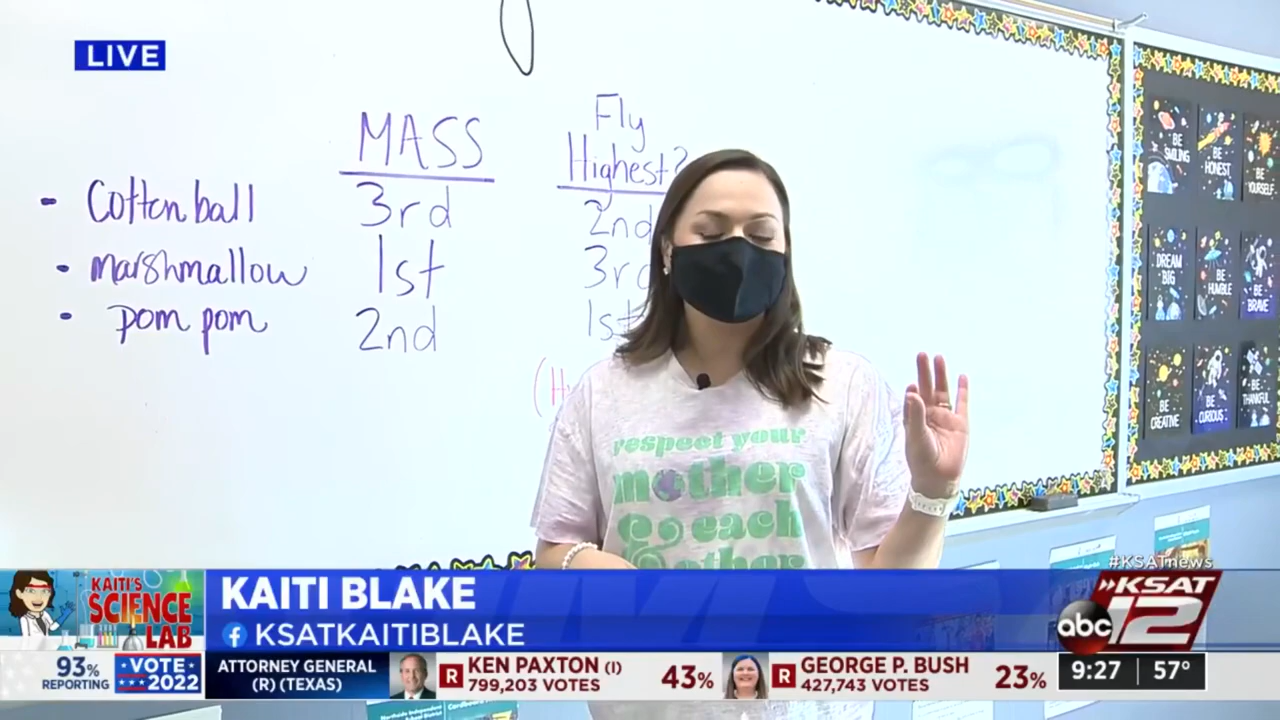 LIVE
MASS
Fly
Highest?
- Cotton ball 3rd 2nd
• marshmallow 1st
• pom pom 2nd 1st
respect your
mother
& each
other
BE SMILING
BE HONEST
BE YOURSELF
DREAM BIG
BE HUMBLE
BE BRAVE
BE CREATIVE
BE CURIOUS
BE THANKFUL
#KSATnews
KAITI'S
SCIENCE
LAB
KAITI BLAKE
KSATKAITIBLAKE
abc KSAT 12
93% REPORTING
VOTE 2022
ATTORNEY GENERAL
(R) (TEXAS)
R KEN PAXTON (I) 43%
799,203 VOTES
R GEORGE P. BUSH 23%
427,743 VOTES
9:27 57°